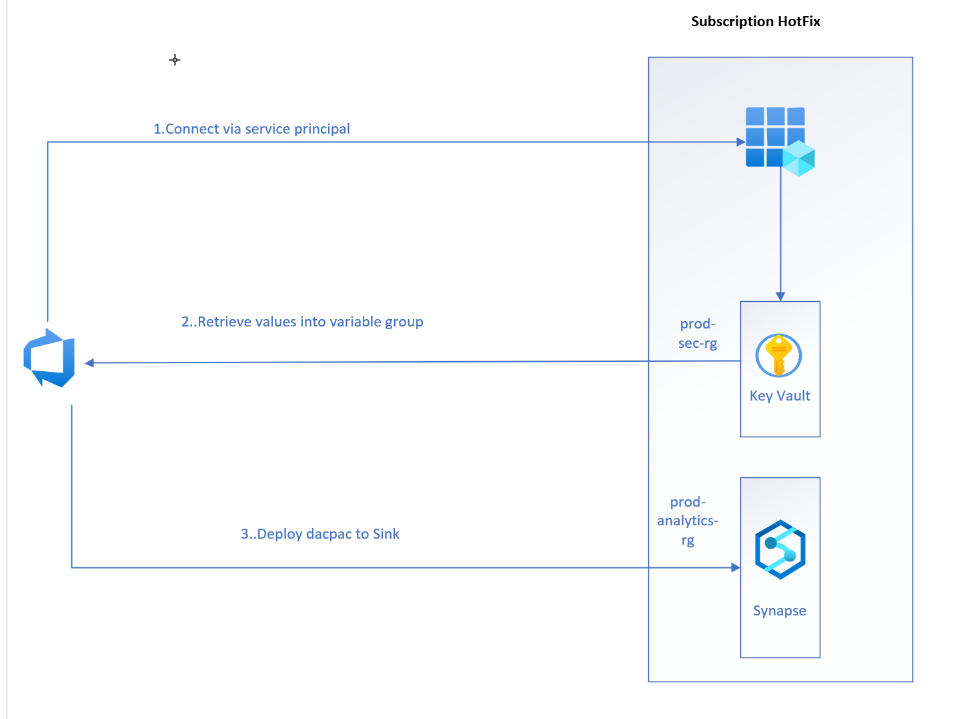 Subscription HotFix
1.Connect via service principal
2..Retrieve values into variable group
prod-
sec-rg
Key Vault
prod-
analytics-
rg
3..Deploy dacpac to Sink
Synapse